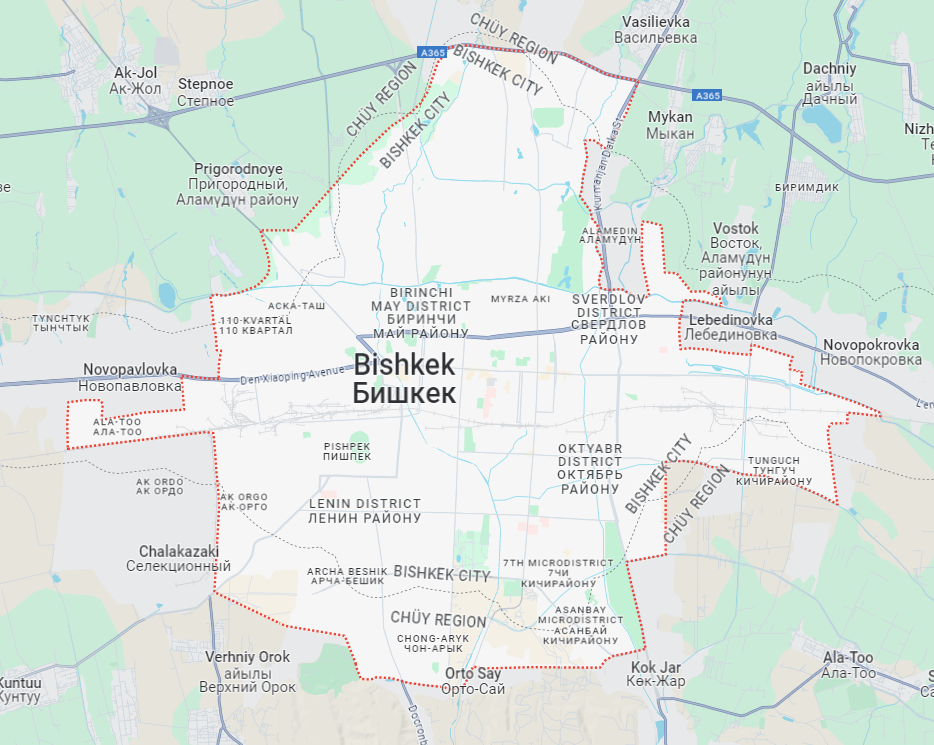 CHÜY REGION
BISHKEK CITY
A365
Vasilievka
Васильевка
Ak-Jol
Ак-Жол
Stepnoe
Степное
CHÜY REGION
BISHKEK CITY
A365
Dachniy
айылы
Дачный
Mykan
Мыкан
Kurmanjan Datka St
Prigorodnoye
Пригородный,
Аламүдүн району
БИРИМДИК
ALAMEDIN
АЛАМҮДҮН
Vostok
Восток,
Аламүдүн
районунун
айылы
TYNCHTYK
ТЫНЧТЫК
АСКА-ТАШ
110-KVARTAL
110 КВАРТАЛ
BIRINCHI
MAY DISTRICT
БИРИНЧИ
МАЙ РАЙОНУ
MYRZA AKI
SVERDLOV
DISTRICT
СВЕРДЛОВ
РАЙОНУ
Lebedinovka
Лебединовка
Novopokrovka
Новопокровка
Novopavlovka
Новопавловка
Den Xiaoping Avenue
Bishkek
Бишкек
ALA-TOO
АЛА-ТОО
PISHPEK
ПИШПЕК
OKTYABR
DISTRICT
ОКТЯБРЬ
РАЙОНУ
BISHKEK CITY
CHÜY REGION
TUNGUCH
ТУНГУЧ
КИЧИРАЙОНУ
AK ORDO
АК ОРДО
AK ORGO
АК-ОРГО
LENIN DISTRICT
ЛЕНИН РАЙОНУ
Chalakazaki
Селекционный
ARCHA BESHIK
АРЧА-БЕШИК
BISHKEK CITY
7TH MICRODISTRICT
7ЧИ
КИЧИРАЙОНУ
CHÜY REGION
CHONG-ARYK
ЧОН-АРЫК
ASANBAY
MICRODISTRICT
АСАНБАЙ
КИЧИРАЙОНУ
Verhniy Orok
айылы
Верхний Орок
Orto Say
Орто-Сай
Kok Jar
Көк-Жар
Ala-Too
Ала-Тоо